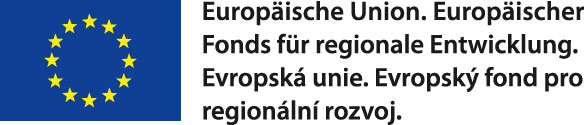 Europäische Union. Europäischer
Fonds für regionale Entwicklung.
Evropská unie. Evropský fond pro
regionální rozvoj.